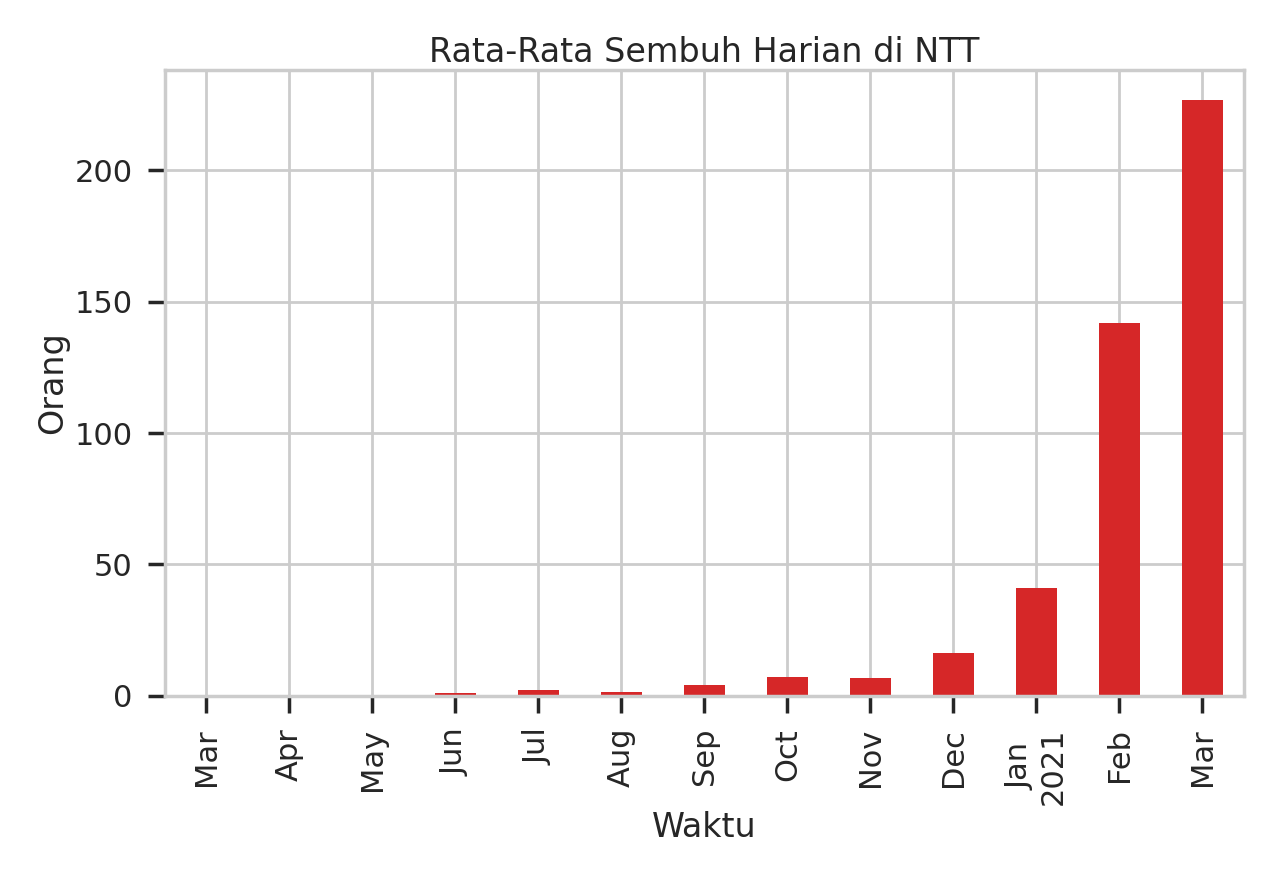 Rata-Rata Sembuh Harian di NTT
Orang
200
150
100
50
0
Mar
Apr
May
Jun
Jul
Aug
Sep
Oct
Nov
Dec
Jan
2021
Feb
Mar
Waktu